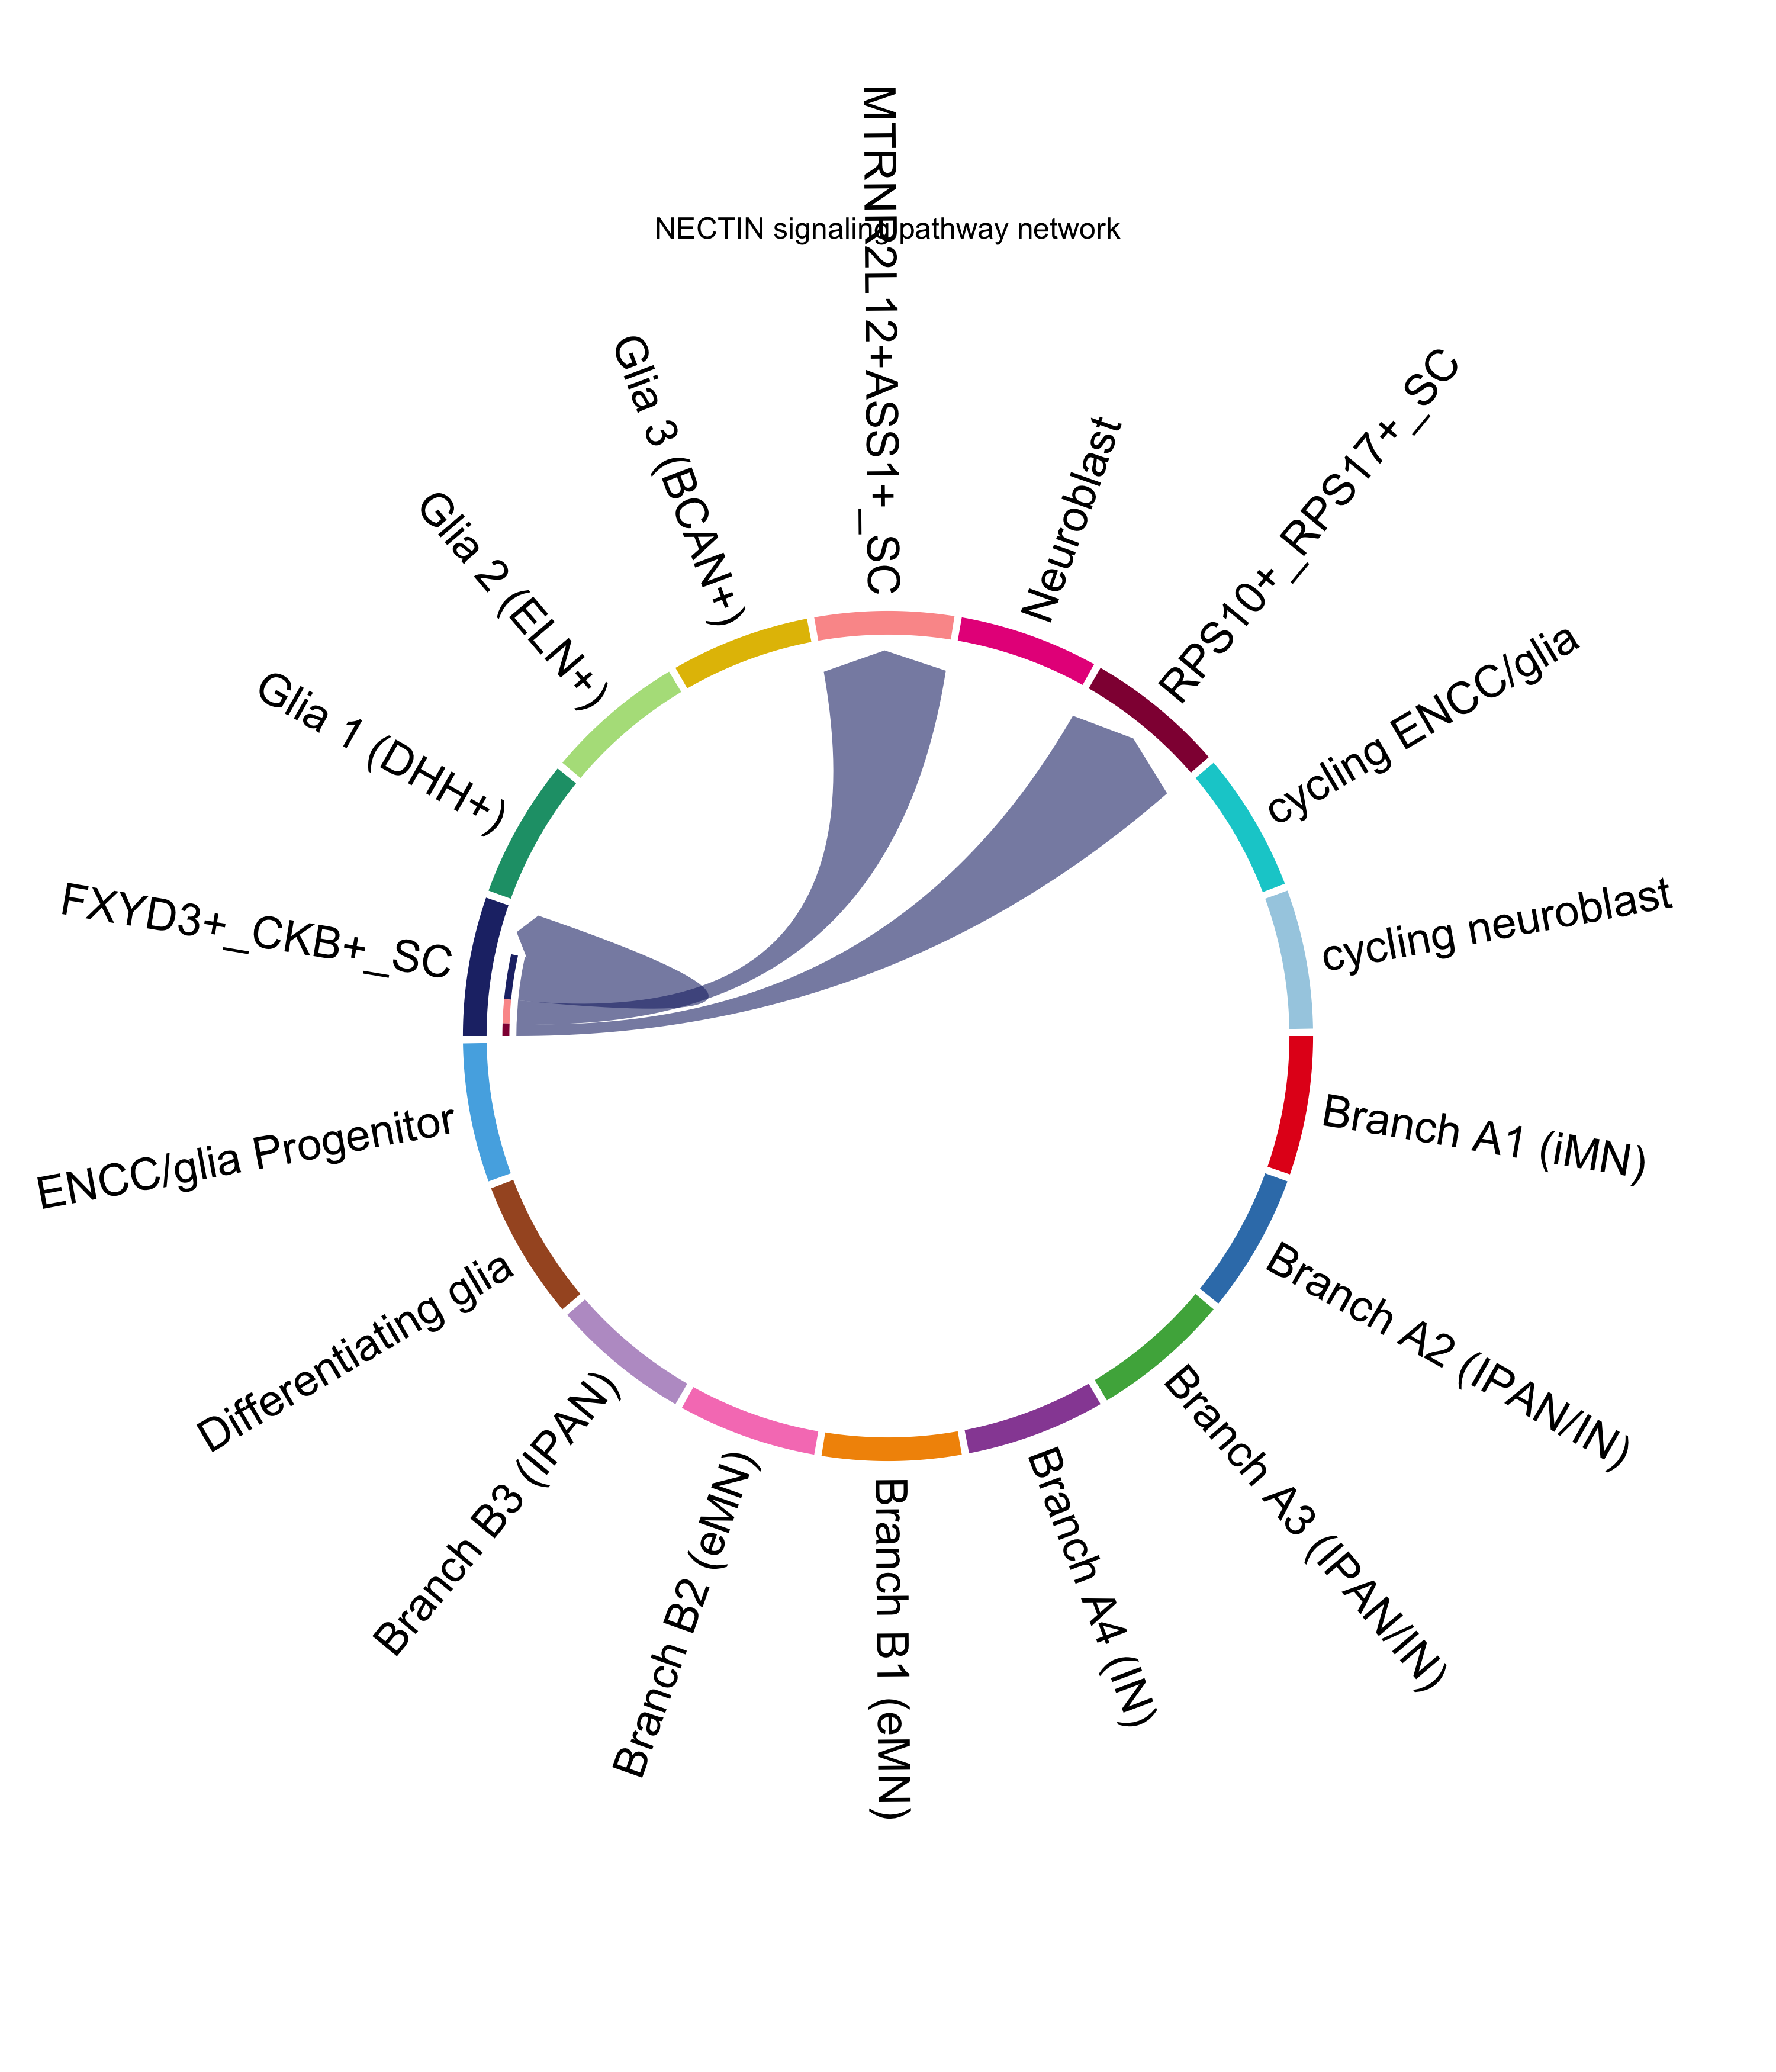 NECTIN signaling pathway network
MTRNR2L12+ASS1+_SC
Neuroblast
RPS10+_RPS17+_SC
cycling ENCC/glia
cycling neuroblast
Branch A1 (iMN)
Branch A2 (IPAN/IN)
Branch A3 (IPAN/IN)
Branch A4 (IN)
Branch B1 (eMN)
Branch B2 (eMN)
Branch B3 (IPAN)
Differentiating glia
ENCC/glia Progenitor
FXYD3+_CKB+_SC
Glia 1 (DHH+)
Glia 2 (ELN+)
Glia 3 (BCAN+)